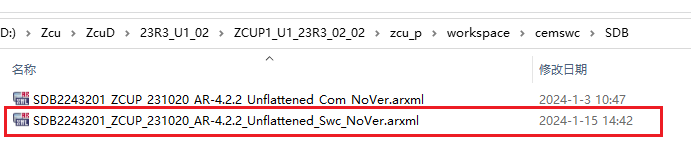 D:) > Zcu > ZcuD > 23R3_U1_02 > ZCUP1_U1_23R3_02_02 > zcu_p > workspace > cemswc > SDB
名称 修改日期
SDB2243201_ZCUP_231020_AR-4.2.2_Unflattened_Com_NoVer.arxml 2024-1-3 10:47
SDB2243201_ZCUP_231020_AR-4.2.2_Unflattened_Swc_NoVer.arxml 2024-1-15 14:42